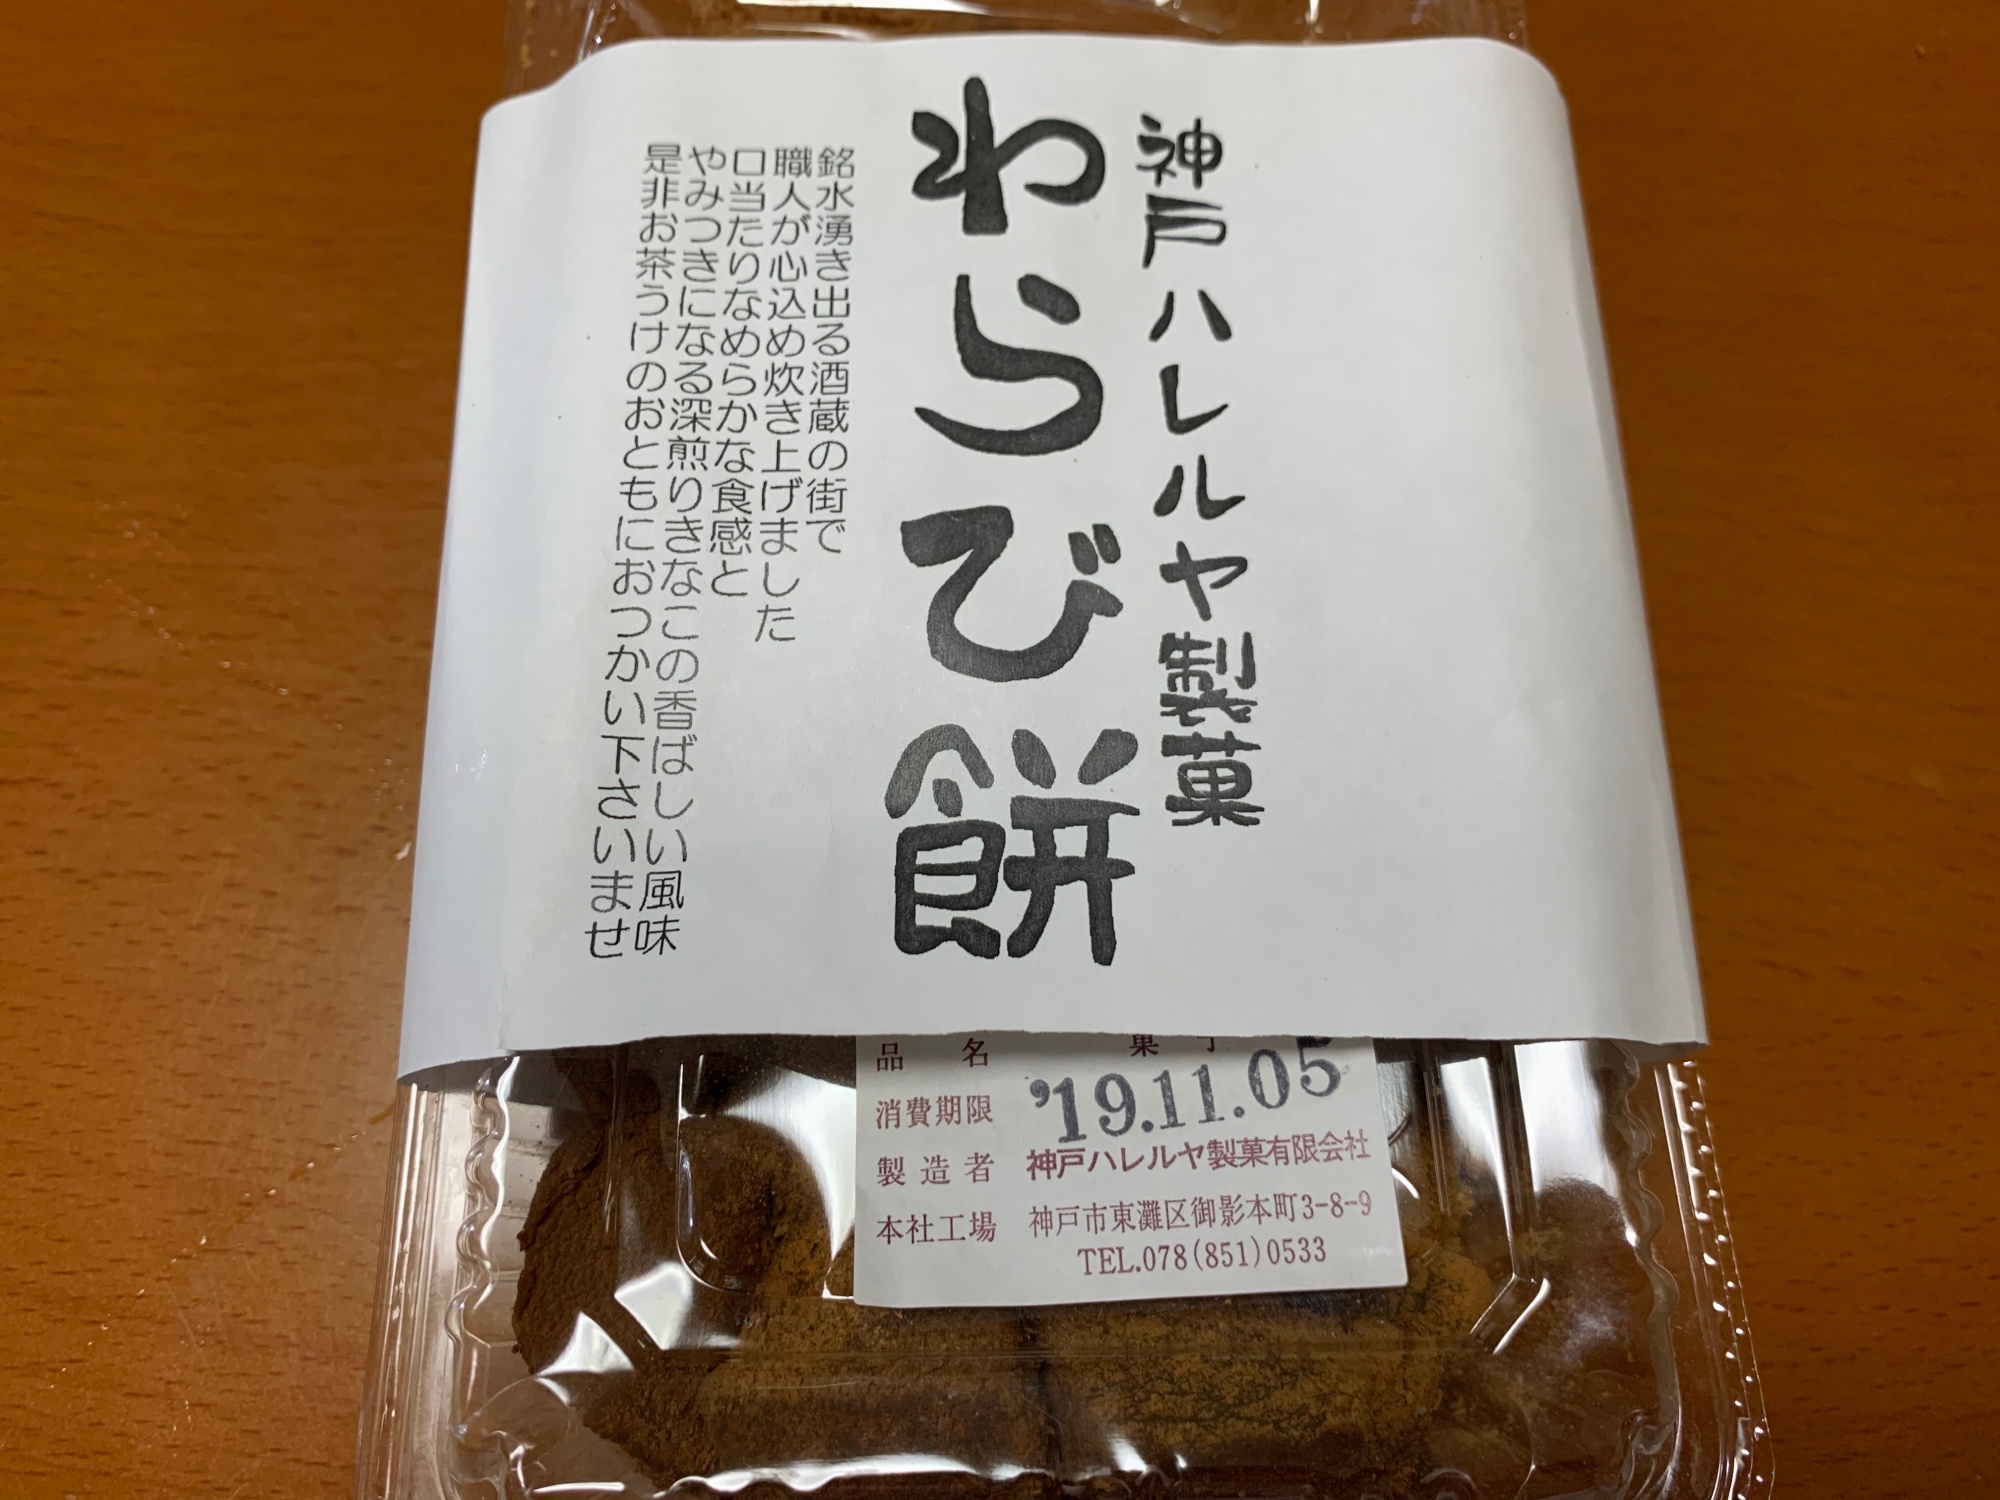 神戸ハレルヤ製菓
わらび餅
銘水湧き出る酒蔵の街で
職人が心込め炊き上げました
口当たりなめらかな食感と
やみつきになる深煎りきなこの香ばしい風味
是非お茶うけのおともにおつかい下さいませ
品名 菓子
消費期限 '19.11.05
製造者 神戸ハレルヤ製菓有限会社
本社工場 神戸市東灘区御影本町3-8-9
TEL.078(851)0533